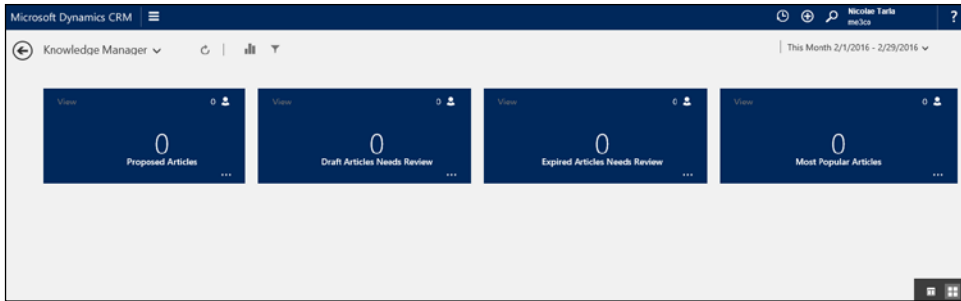 Microsoft Dynamics CRM
Nicolae Tarla
me3co
?
Knowledge Manager
This Month 2/1/2016 - 2/29/2016
View 0
0
Proposed Articles
...
View 0
0
Draft Articles Needs Review
...
View 0
0
Expired Articles Needs Review
...
View 0
0
Most Popular Articles
...